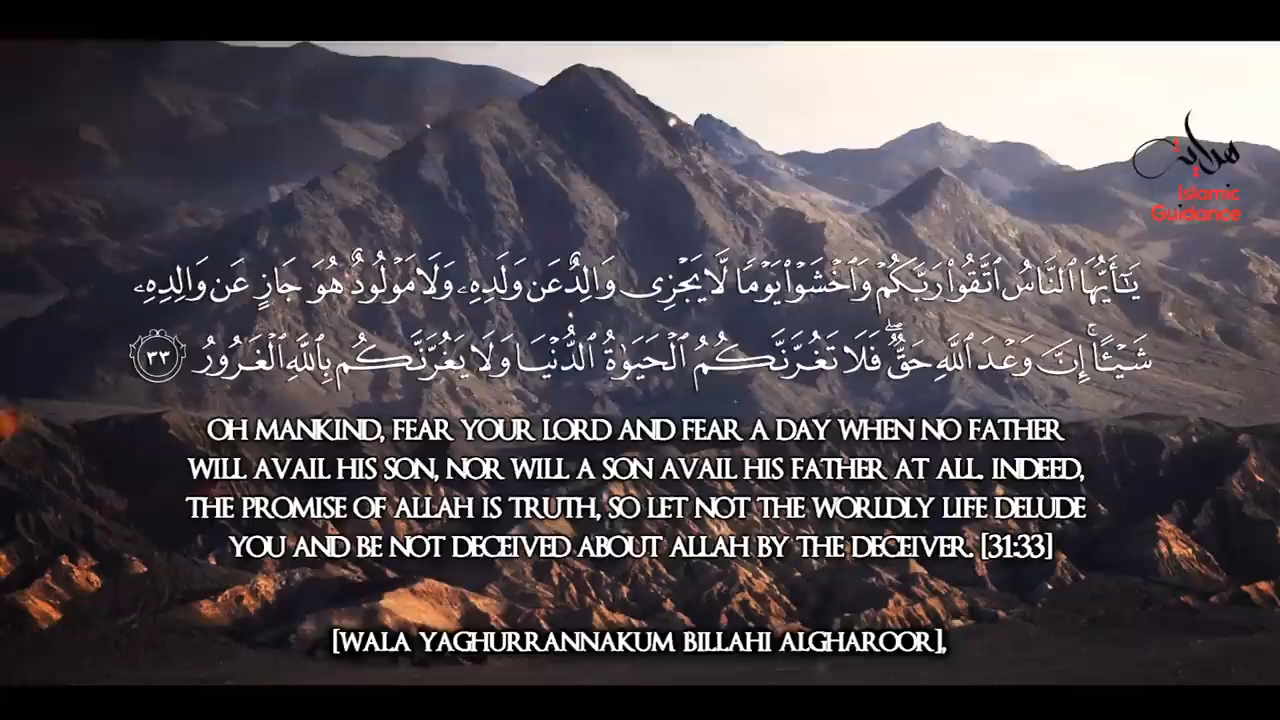 هداية
Islamic
Guidance
يَـٰٓأَيُّهَا ٱلنَّاسُ ٱتَّقُوا۟ رَبَّكُمْ وَٱخْشَوْا۟ يَوْمًا لَّا يَجْزِى وَالِدٌ عَن وَلَدِهِۦ وَلَا مَوْلُودٌ هُوَ جَازٍ عَن وَالِدِهِۦ
شَيْـًٔا ۚ إِنَّ وَعْدَ ٱللَّهِ حَقٌّ ۖ فَلَا تَغُرَّنَّكُمُ ٱلْحَيَوٰةُ ٱلدُّنْيَا وَلَا يَغُرَّنَّكُم بِٱللَّهِ ٱلْغَرُورُ ٣٣
OH MANKIND, FEAR YOUR LORD AND FEAR A DAY WHEN NO FATHER
WILL AVAIL HIS SON, NOR WILL A SON AVAIL HIS FATHER AT ALL. INDEED,
THE PROMISE OF ALLAH IS TRUTH, SO LET NOT THE WORLDLY LIFE DELUDE
YOU AND BE NOT DECEIVED ABOUT ALLAH BY THE DECEIVER. [31:33]
[WALA YAGHURRANNAKUM BILLAHI ALGHAROOR],